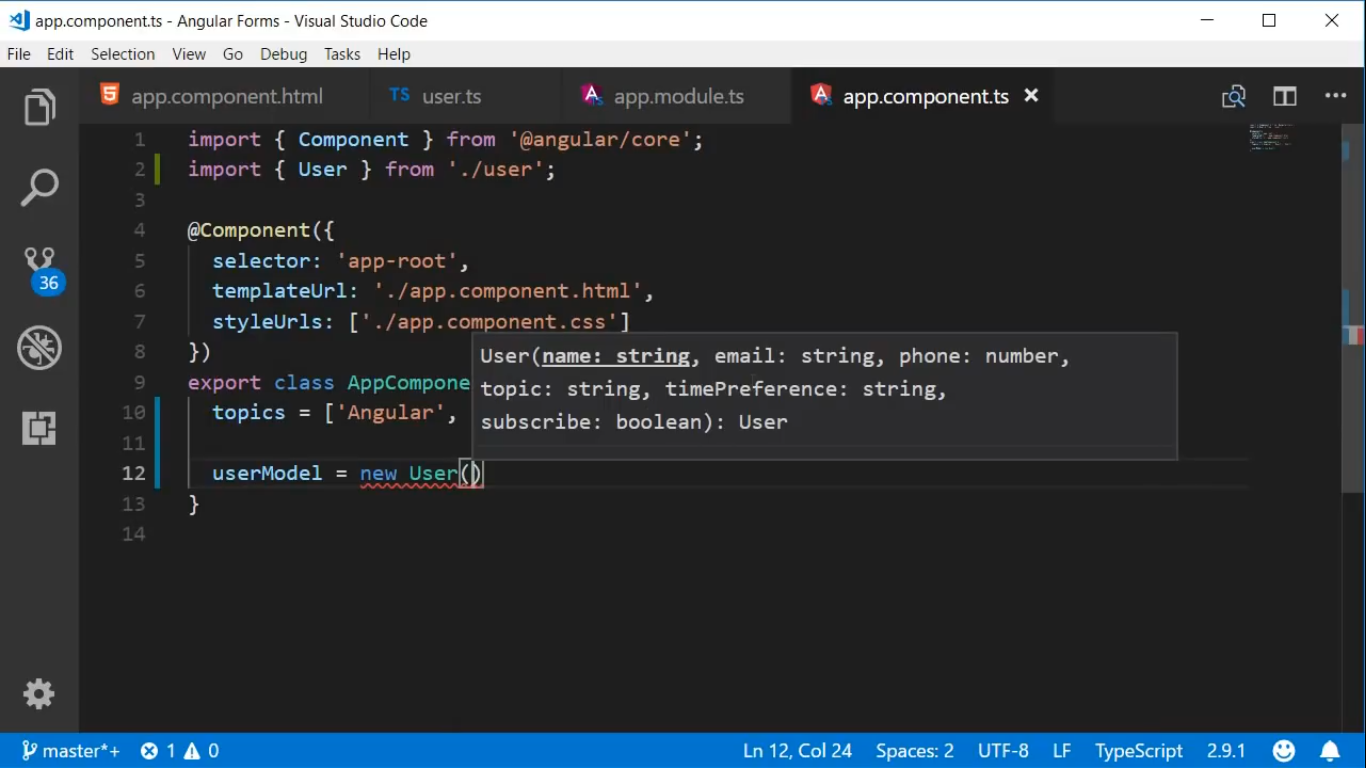 app.component.ts - Angular Forms - Visual Studio Code
File Edit Selection View Go Debug Tasks Help
app.component.html TS user.ts app.module.ts app.component.ts
1 import { Component } from '@angular/core';
2 import { User } from './user';
3
4 @Component({
5 selector: 'app-root',
6 templateUrl: './app.component.html',
7 styleUrls: ['./app.component.css']
8 })
9 export class AppCompone
10 topics = ['Angular',
11
12 userModel = new User()
13 }
14
User(name: string, email: string, phone: number,
topic: string, timePreference: string,
subscribe: boolean): User
36
master*+ 1 0 Ln 12, Col 24 Spaces: 2 UTF-8 LF TypeScript 2.9.1